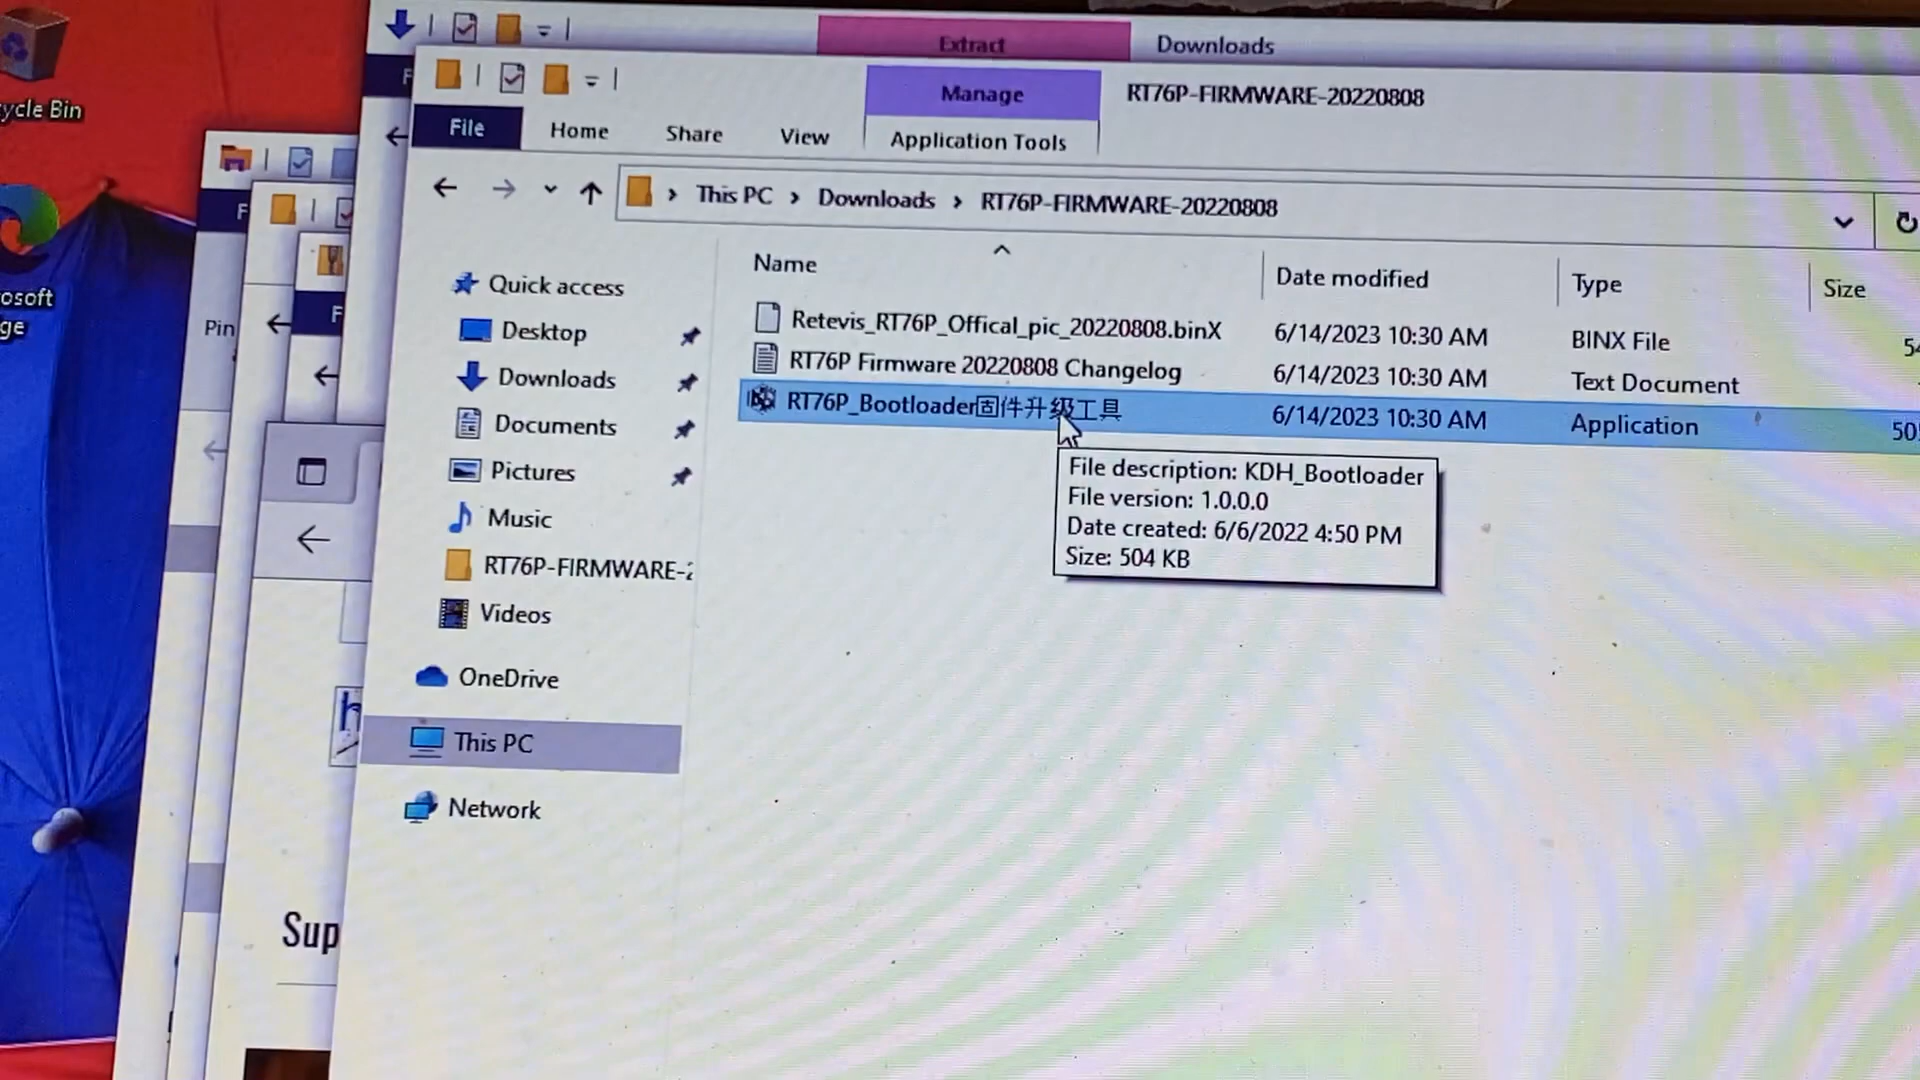 Extract
Downloads
Manage
RT76P-FIRMWARE-20220808
File
Home
Share
View
Application Tools
This PC
Downloads
RT76P-FIRMWARE-20220808
Name
Date modified
Type
Size
Quick access
Desktop
Downloads
Documents
Pictures
Music
RT76P-FIRMWARE-2
Videos
OneDrive
This PC
Network
Retevis_RT76P_Offical_pic_20220808.binX
6/14/2023 10:30 AM
BINX File
RT76P Firmware 20220808 Changelog
6/14/2023 10:30 AM
Text Document
RT76P_Bootloader固件升级工具
6/14/2023 10:30 AM
Application
File description: KDH_Bootloader
File version: 1.0.0.0
Date created: 6/6/2022 4:50 PM
Size: 504 KB
ycle Bin
osoft
ge
Pin
Sup